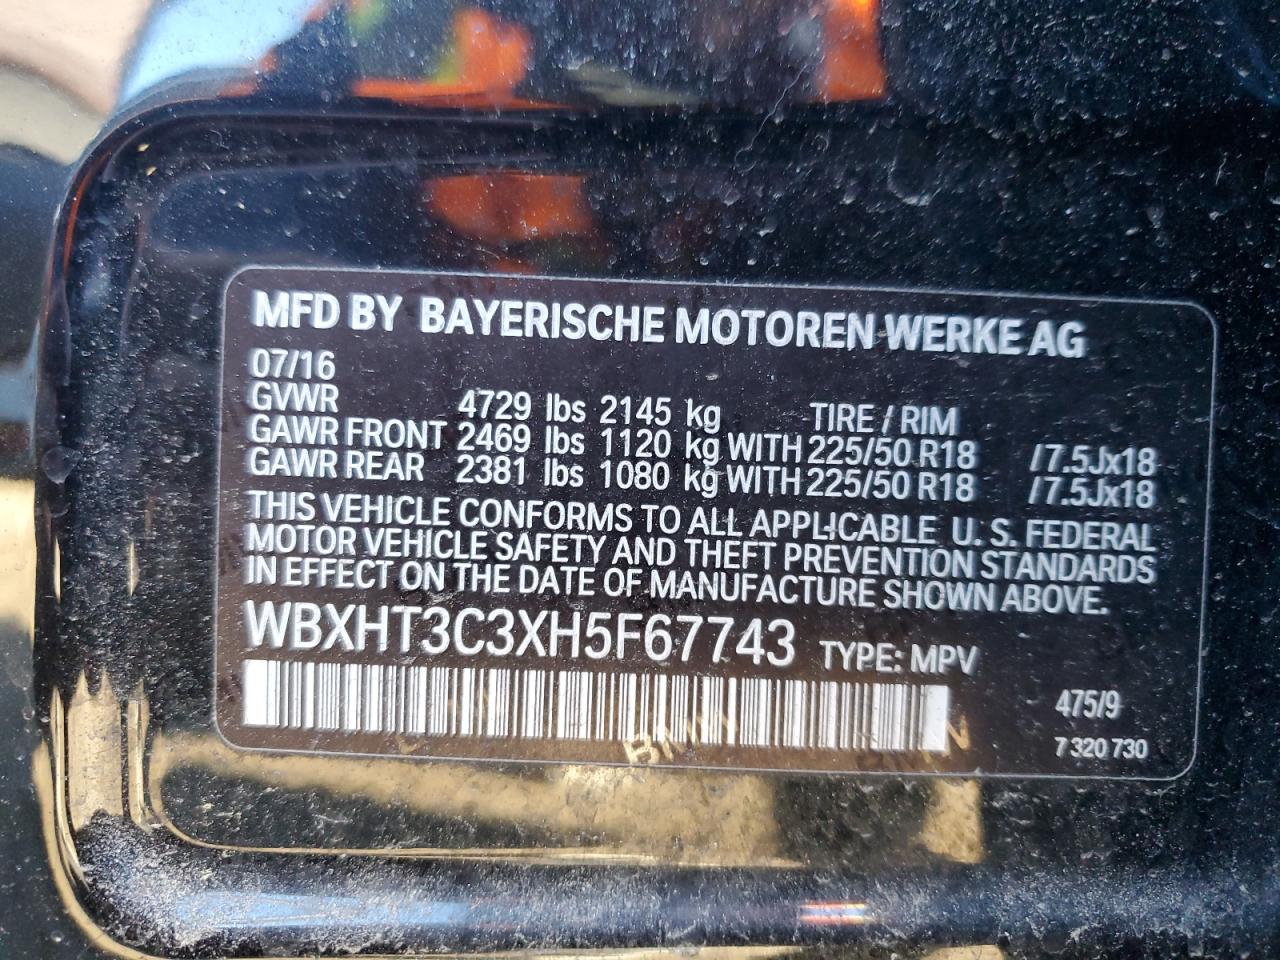 MFD BY BAYERISCHE MOTOREN WERKE AG
07/16
GVWR 4729 lbs 2145 kg TIRE / RIM
GAWR FRONT 2469 lbs 1120 kg WITH 225/50 R18 /7.5Jx18
GAWR REAR 2381 lbs 1080 kg WITH 225/50 R18 /7.5Jx18
THIS VEHICLE CONFORMS TO ALL APPLICABLE U. S. FEDERAL
MOTOR VEHICLE SAFETY AND THEFT PREVENTION STANDARDS
IN EFFECT ON THE DATE OF MANUFACTURE SHOWN ABOVE.
WBXHT3C3XH5F67743 TYPE: MPV
475/9
7 320 730